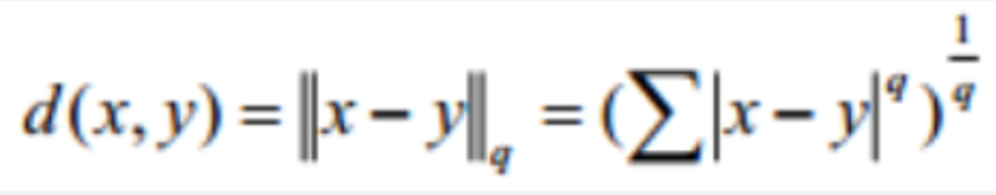 d(x, y) = ‖x − y‖_q = (∑|x − y|^q)^{1/q}